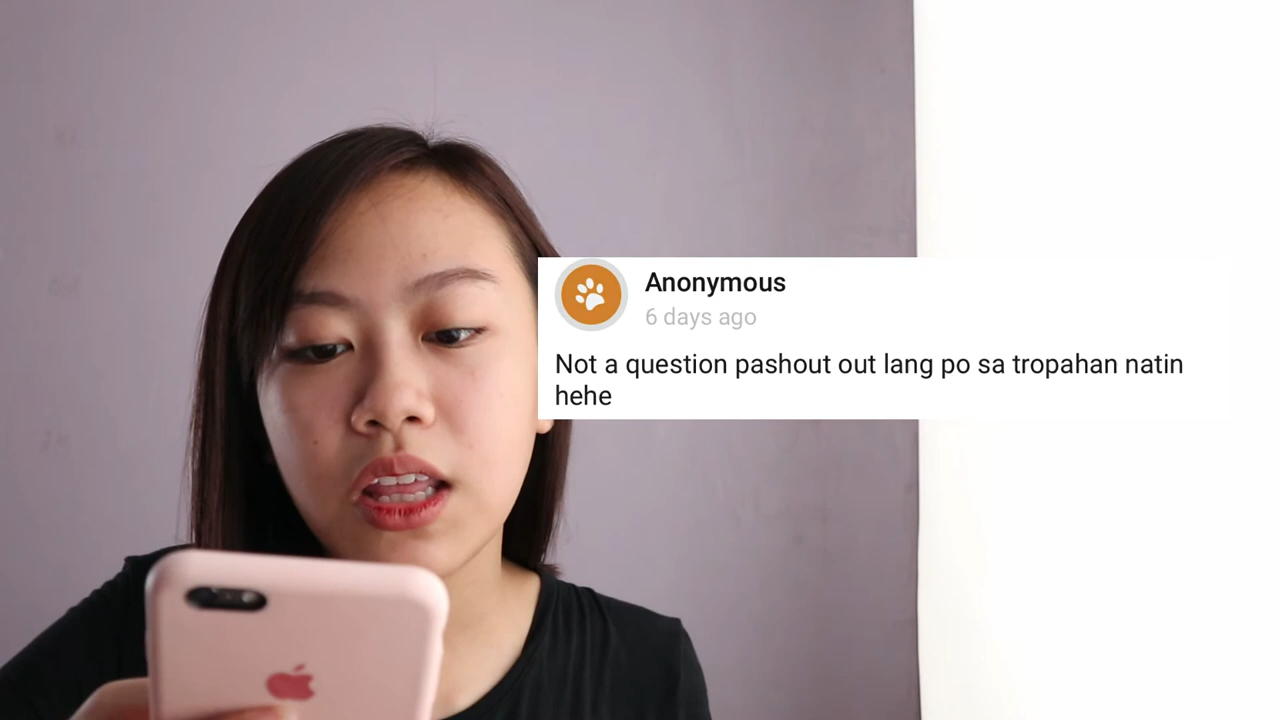 Anonymous
6 days ago
Not a question pashout out lang po sa tropahan natin
hehe